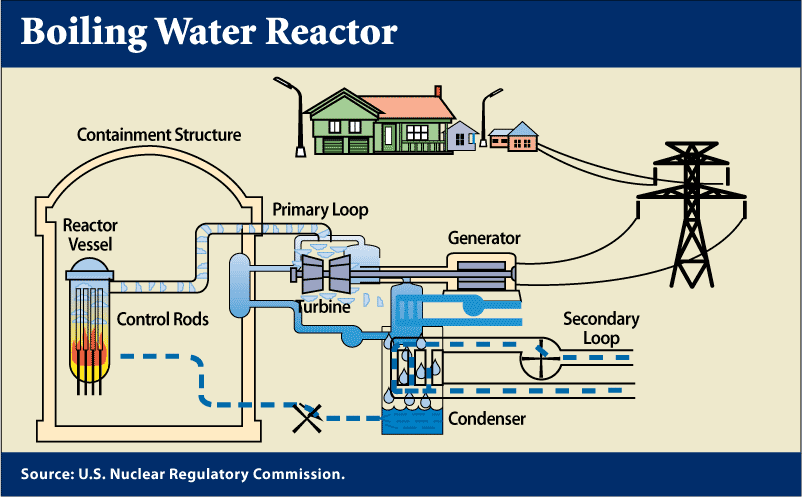 Boiling Water Reactor
Containment Structure
Primary Loop
Reactor
Vessel
Generator
Turbine
Control Rods
Secondary
Loop
Condenser
Source: U.S. Nuclear Regulatory Commission.